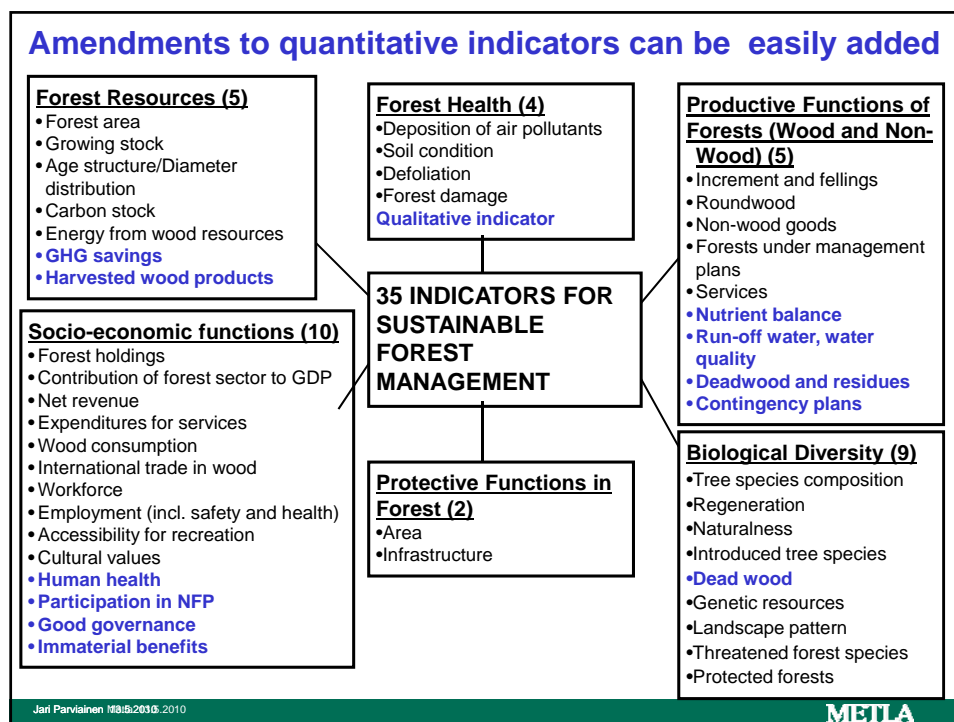 Amendments to quantitative indicators can be easily added
Forest Resources (5)
•Forest area
•Growing stock
•Age structure/Diameter
distribution
•Carbon stock
•Energy from wood resources
•GHG savings
•Harvested wood products
Forest Health (4)
•Deposition of air pollutants
•Soil condition
•Defoliation
•Forest damage
Qualitative indicator
Productive Functions of
Forests (Wood and Non-
Wood) (5)
•Increment and fellings
•Roundwood
•Non-wood goods
•Forests under management
plans
•Services
•Nutrient balance
•Run-off water, water
quality
•Deadwood and residues
•Contingency plans
35 INDICATORS FOR
SUSTAINABLE
FOREST
MANAGEMENT
Socio-economic functions (10)
•Forest holdings
•Contribution of forest sector to GDP
•Net revenue
•Expenditures for services
•Wood consumption
•International trade in wood
•Workforce
•Employment (incl. safety and health)
•Accessibility for recreation
•Cultural values
•Human health
•Participation in NFP
•Good governance
•Immaterial benefits
Protective Functions in
Forest (2)
•Area
•Infrastructure
Biological Diversity (9)
•Tree species composition
•Regeneration
•Naturalness
•Introduced tree species
•Dead wood
•Genetic resources
•Landscape pattern
•Threatened forest species
•Protected forests
Jari Parviainen
METLA